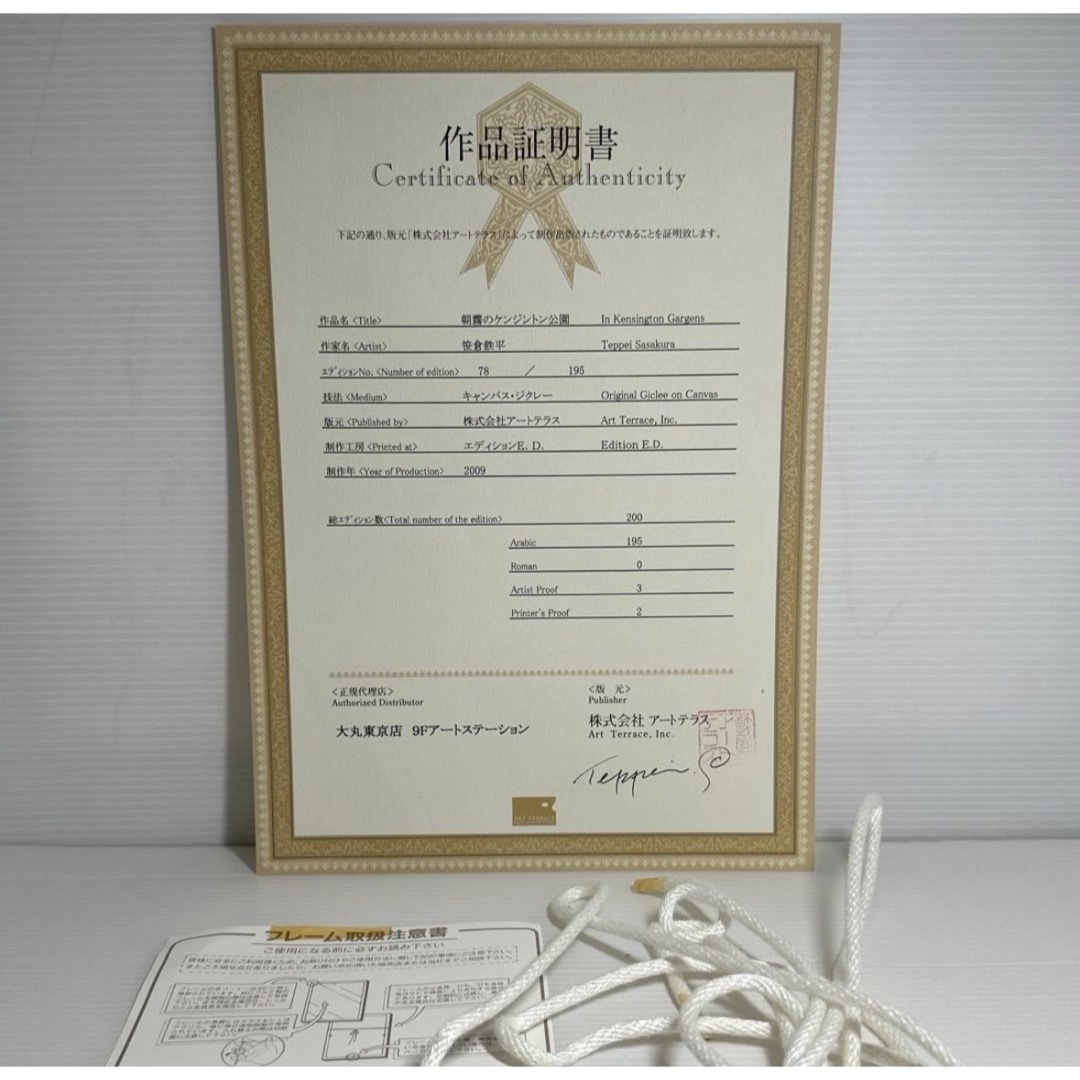 作品証明書
Certificate of Authenticity
下記の通り、版元「株式会社アートテラス」によって制作出版されたものであることを証明致します。
作品名〈Title〉 朝霧のケンジントン公園 In Kensington Gargens
作家名〈Artist〉 笹倉鉄平 Teppei Sasakura
エディションNo.〈Number of edition〉 78 / 195
技法〈Medium〉 キャンバス・ジクレー Original Giclee on Canvas
版元〈Published by〉 株式会社アートテラス Art Terrace, Inc.
制作工房〈Printed at〉 エディションE. D. Edition E.D.
制作年〈Year of Production〉 2009
総エディション数〈Total number of the edition〉 200
Arabic 195
Roman 0
Artist Proof 3
Printer's Proof 2
〈正規代理店〉
Authorized Distributor
大丸東京店 9Fアートステーション
〈版 元〉
Publisher
株式会社 アートテラス
Art Terrace, Inc.
Teppei. S
ART TERRACE
フレーム取扱注意書
ご使用になる前に必ずお読み下さい